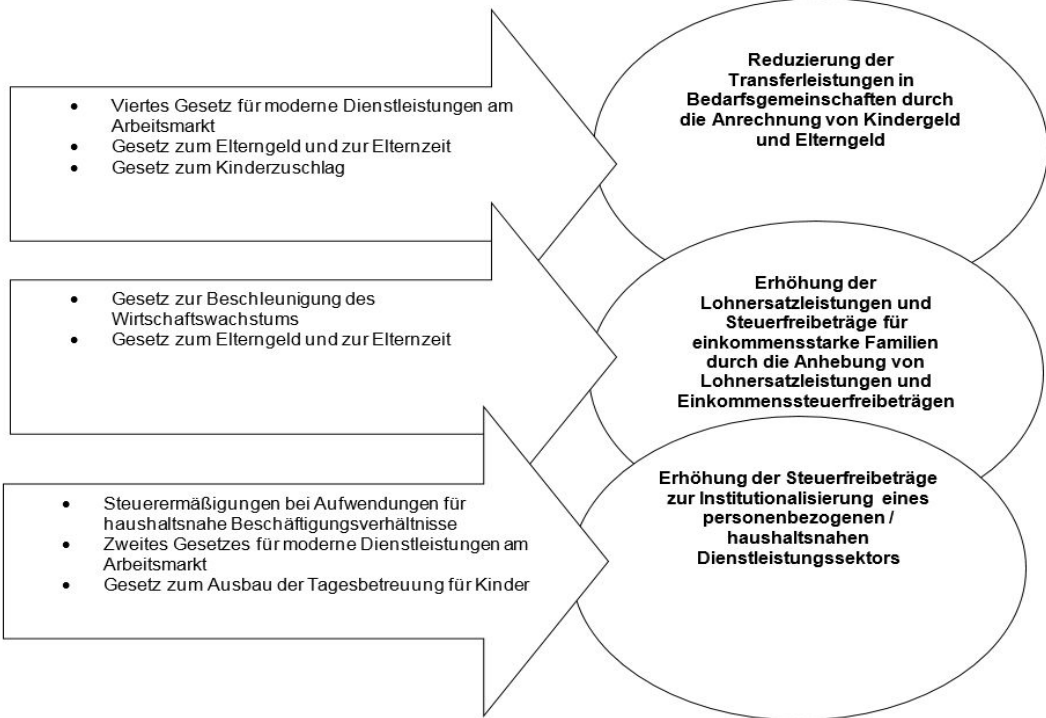 • Viertes Gesetz für moderne Dienstleistungen am
Arbeitsmarkt
• Gesetz zum Elterngeld und zur Elternzeit
• Gesetz zum Kinderzuschlag
Reduzierung der
Transferleistungen in
Bedarfsgemeinschaften durch
die Anrechnung von Kindergeld
und Elterngeld
• Gesetz zur Beschleunigung des
Wirtschaftswachstums
• Gesetz zum Elterngeld und zur Elternzeit
Erhöhung der
Lohnersatzleistungen und
Steuerfreibeträge für
einkommensstarke Familien
durch die Anhebung von
Lohnersatzleistungen und
Einkommenssteuerfreibeträgen
• Steuerermäßigungen bei Aufwendungen für
haushaltsnahe Beschäftigungsverhältnisse
• Zweites Gesetzes für moderne Dienstleistungen am
Arbeitsmarkt
• Gesetz zum Ausbau der Tagesbetreuung für Kinder
Erhöhung der Steuerfreibeträge
zur Institutionalisierung eines
personenbezogenen /
haushaltsnahen
Dienstleistungssektors